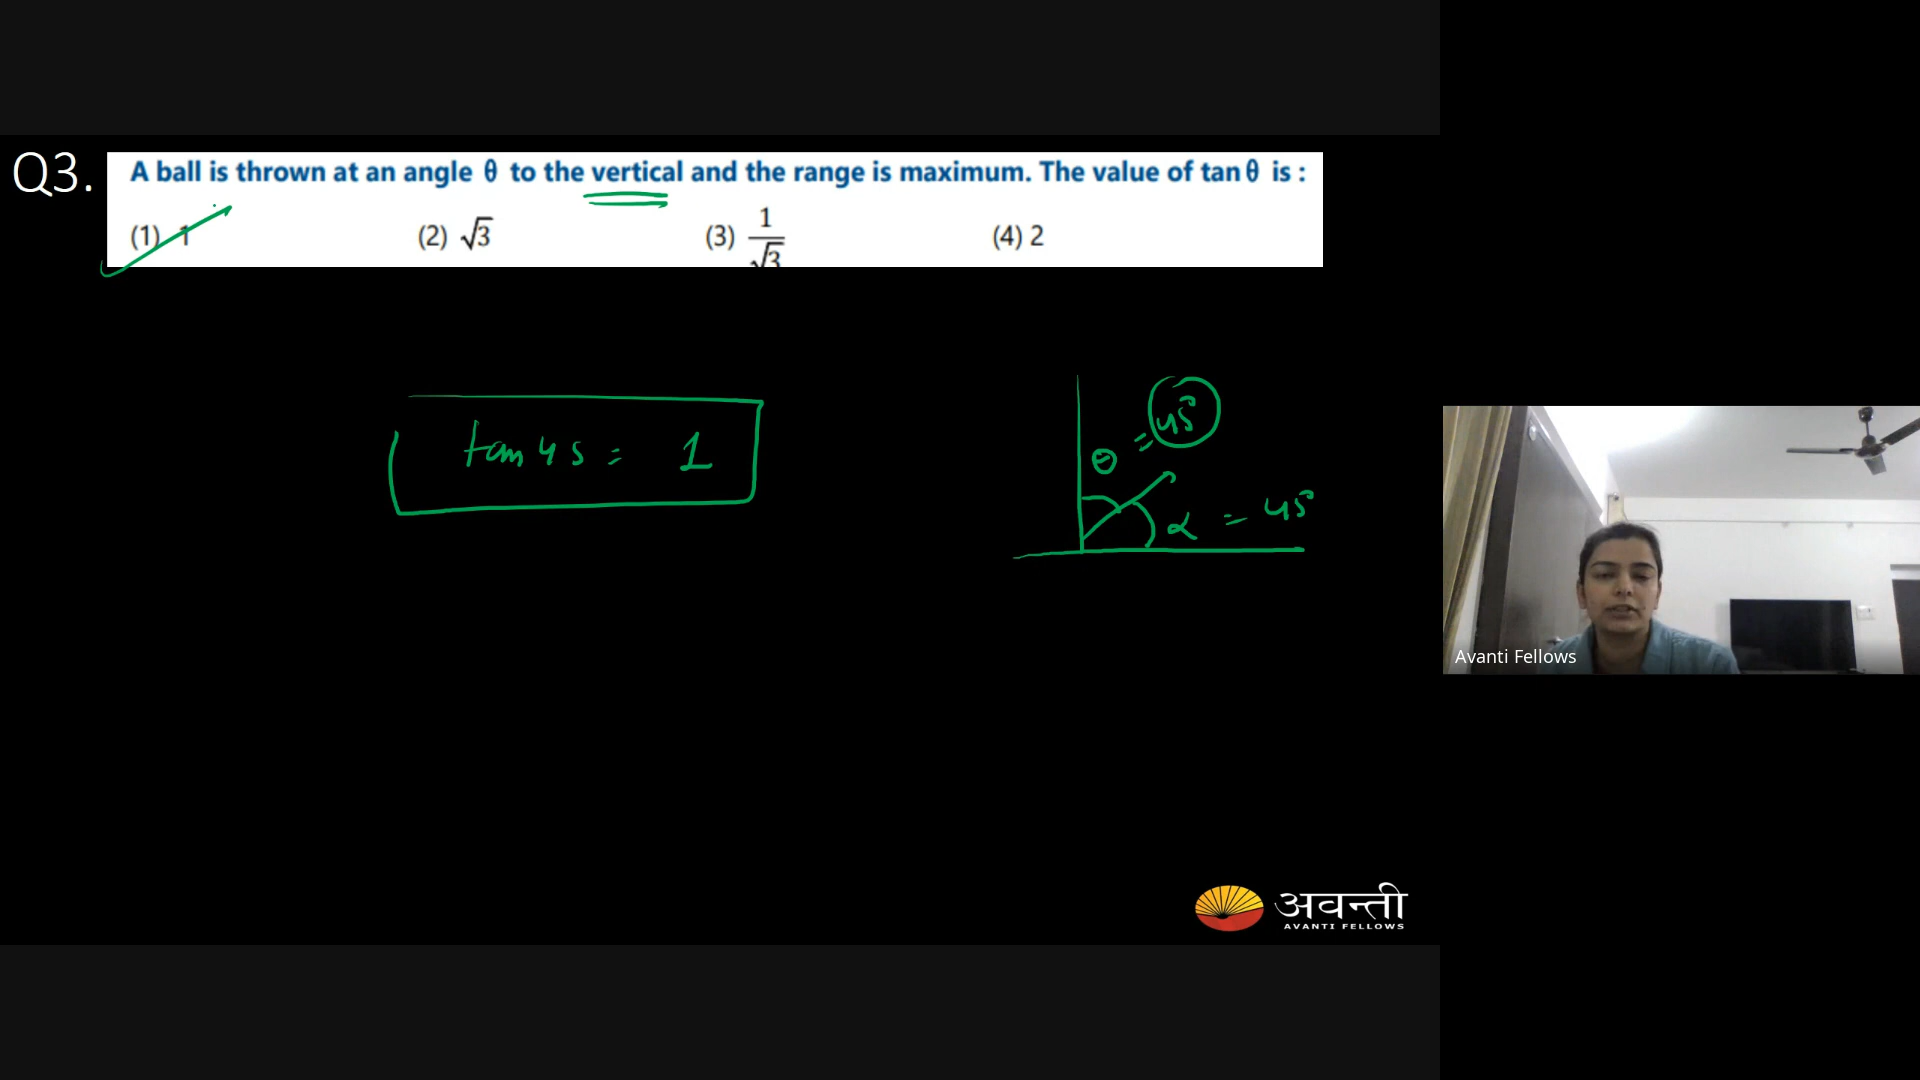 Q3.
A ball is thrown at an angle θ to the vertical and the range is maximum. The value of tan θ is :
(1) 1 (2) √3 (3) 1/√3 (4) 2
tan 45 = 1
θ = 45°
α = 45°
Avanti Fellows
अवन्ती
AVANTI FELLOWS